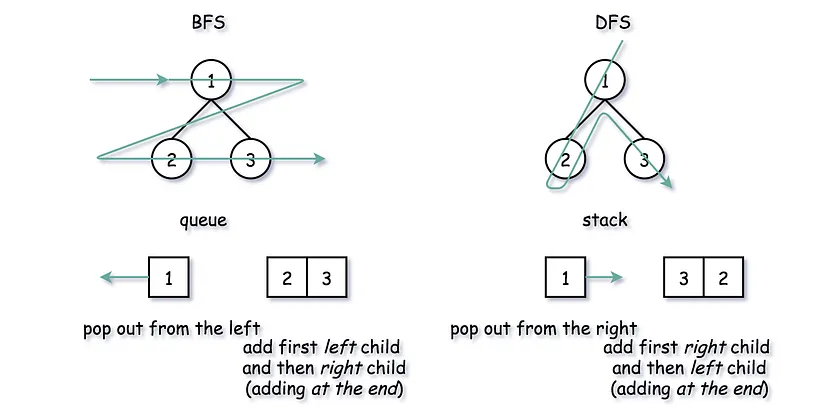 BFS
1
2
3
queue
1
2 3
pop out from the left
add first left child
and then right child
(adding at the end)
DFS
1
2
3
stack
1
3 2
pop out from the right
add first right child
and then left child
(adding at the end)